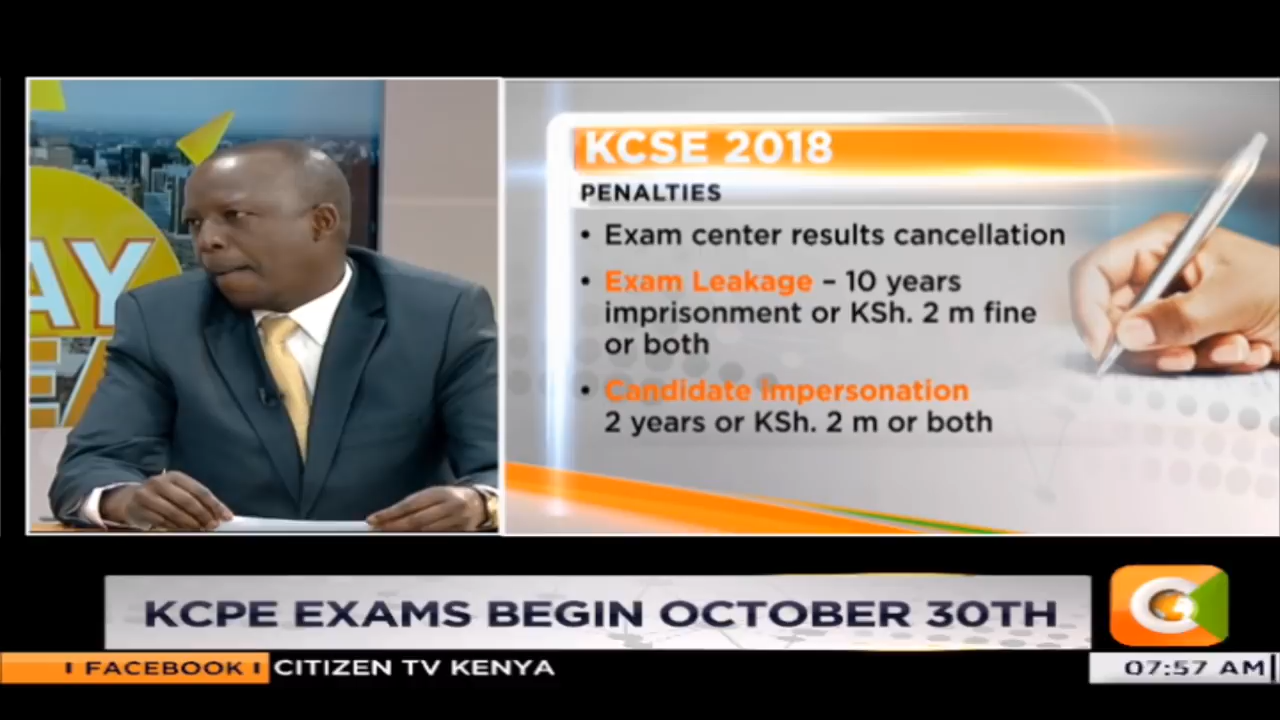 KCSE 2018
PENALTIES
• Exam center results cancellation
• Exam Leakage – 10 years
imprisonment or KSh. 2 m fine
or both
• Candidate impersonation
2 years or KSh. 2 m or both
AY
KCPE EXAMS BEGIN OCTOBER 30TH
FACEBOOK CITIZEN TV KENYA
07:57 AM